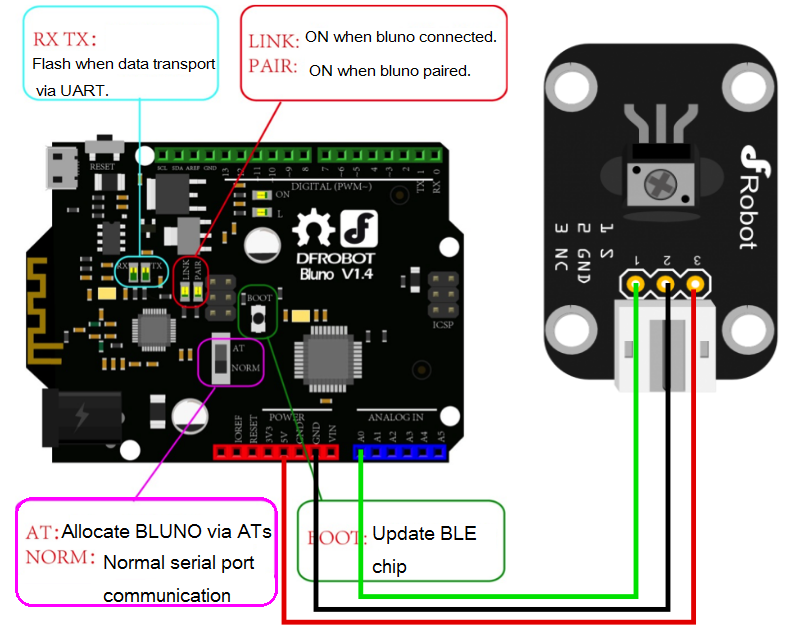 RX TX:
Flash when data transport
via UART.
LINK: ON when bluno connected.
PAIR: ON when bluno paired.
RESET
SCL SDA AREF GND 13 12 11 10 9 8 7 6 5 4 3 2 1 0
DIGITAL (PWM~)
TX RX
ON
L
DFROBOT
Bluno V1.4
RX TX
LINK PAIR
BOOT
ICSP
AT
NORM
POWER
ANALOG IN
IOREF RESET 3V3 5V GND GND VIN
A0 A1 A2 A3 A4 A5
DF Robot
1 S
2 GND
3 NC
1 2 3
AT: Allocate BLUNO via ATs
NORM: Normal serial port
communication
BOOT: Update BLE
chip